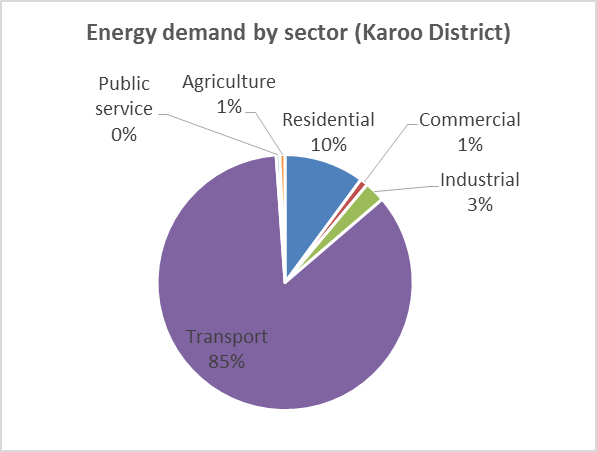 Energy demand by sector (Karoo District)
Public
service
0%
Agriculture
1%
Residential
10%
Commercial
1%
Industrial
3%
Transport
85%